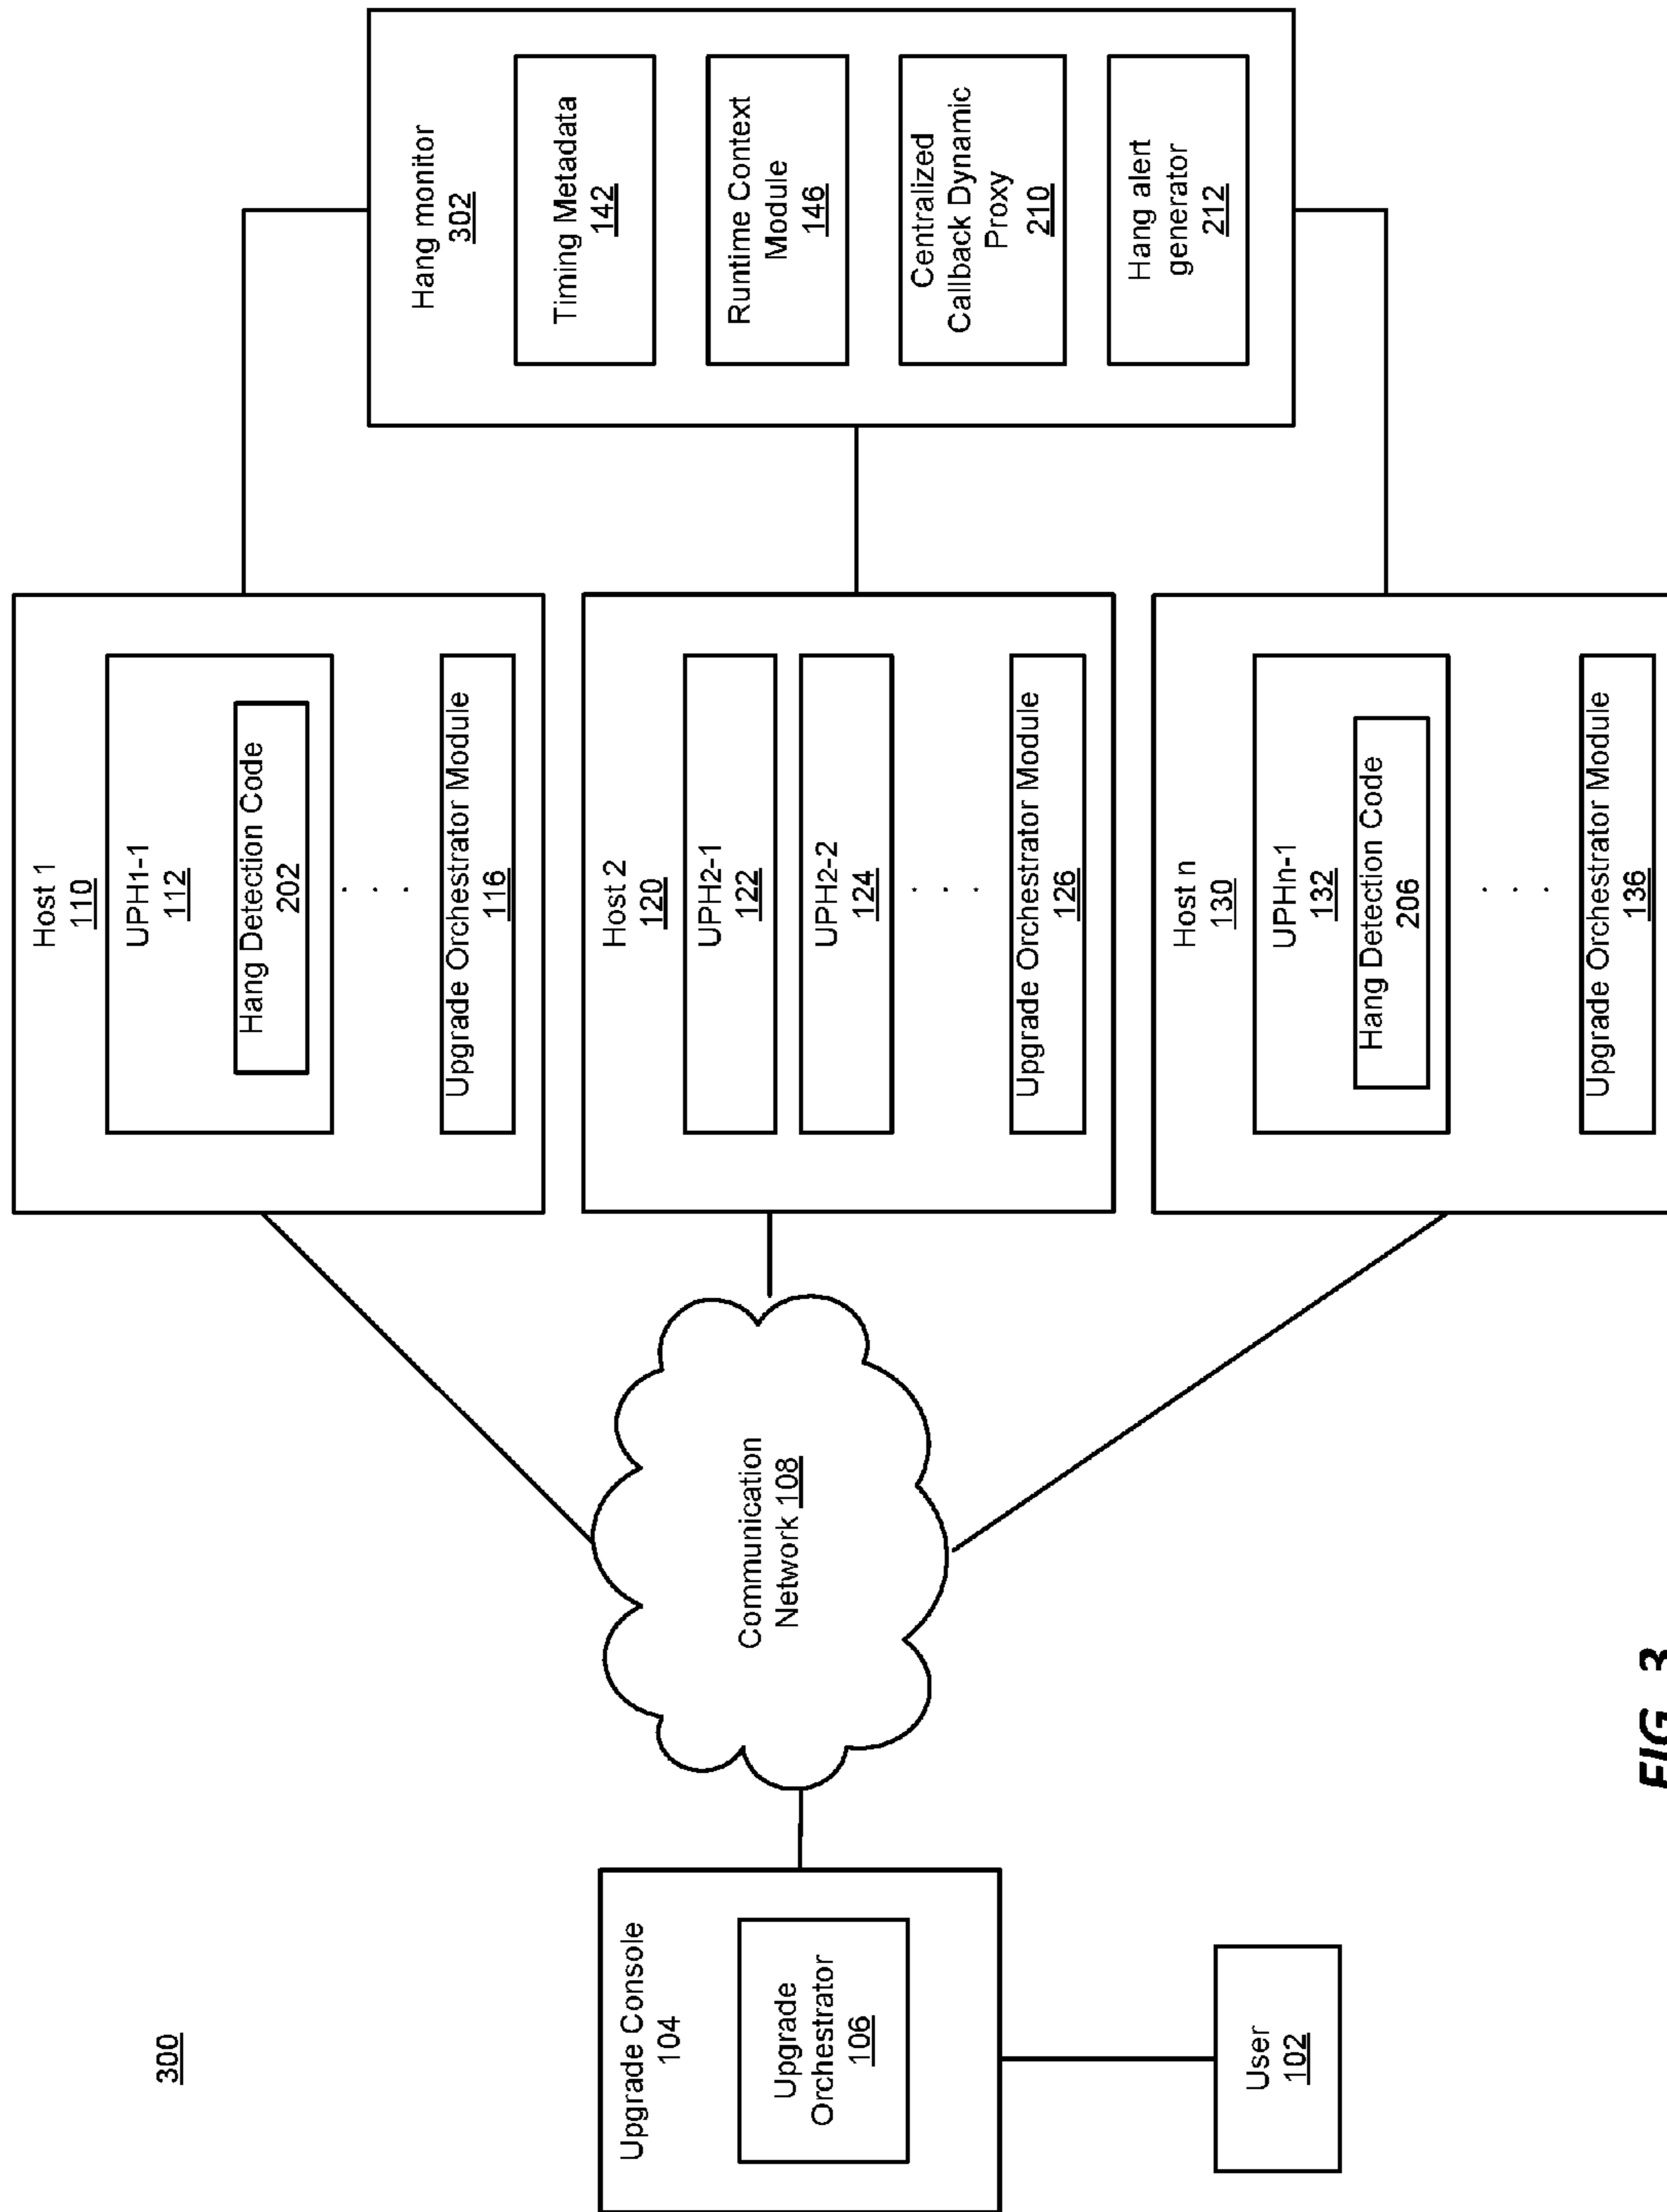 300
Upgrade Console
104
Upgrade
Orchestrator
106
User
102
Communication
Network 108
Host 1
110
UPH1-1
112
Hang Detection Code
202
. . .
Upgrade Orchestrator Module
116
Host 2
120
UPH2-1
122
UPH2-2
124
. . .
Upgrade Orchestrator Module
126
Host n
130
UPHn-1
132
Hang Detection Code
206
. . .
Upgrade Orchestrator Module
136
Hang monitor
302
Timing Metadata
142
Runtime Context
Module
146
Centralized
Callback Dynamic
Proxy
210
Hang alert
generator
212
FIG. 3